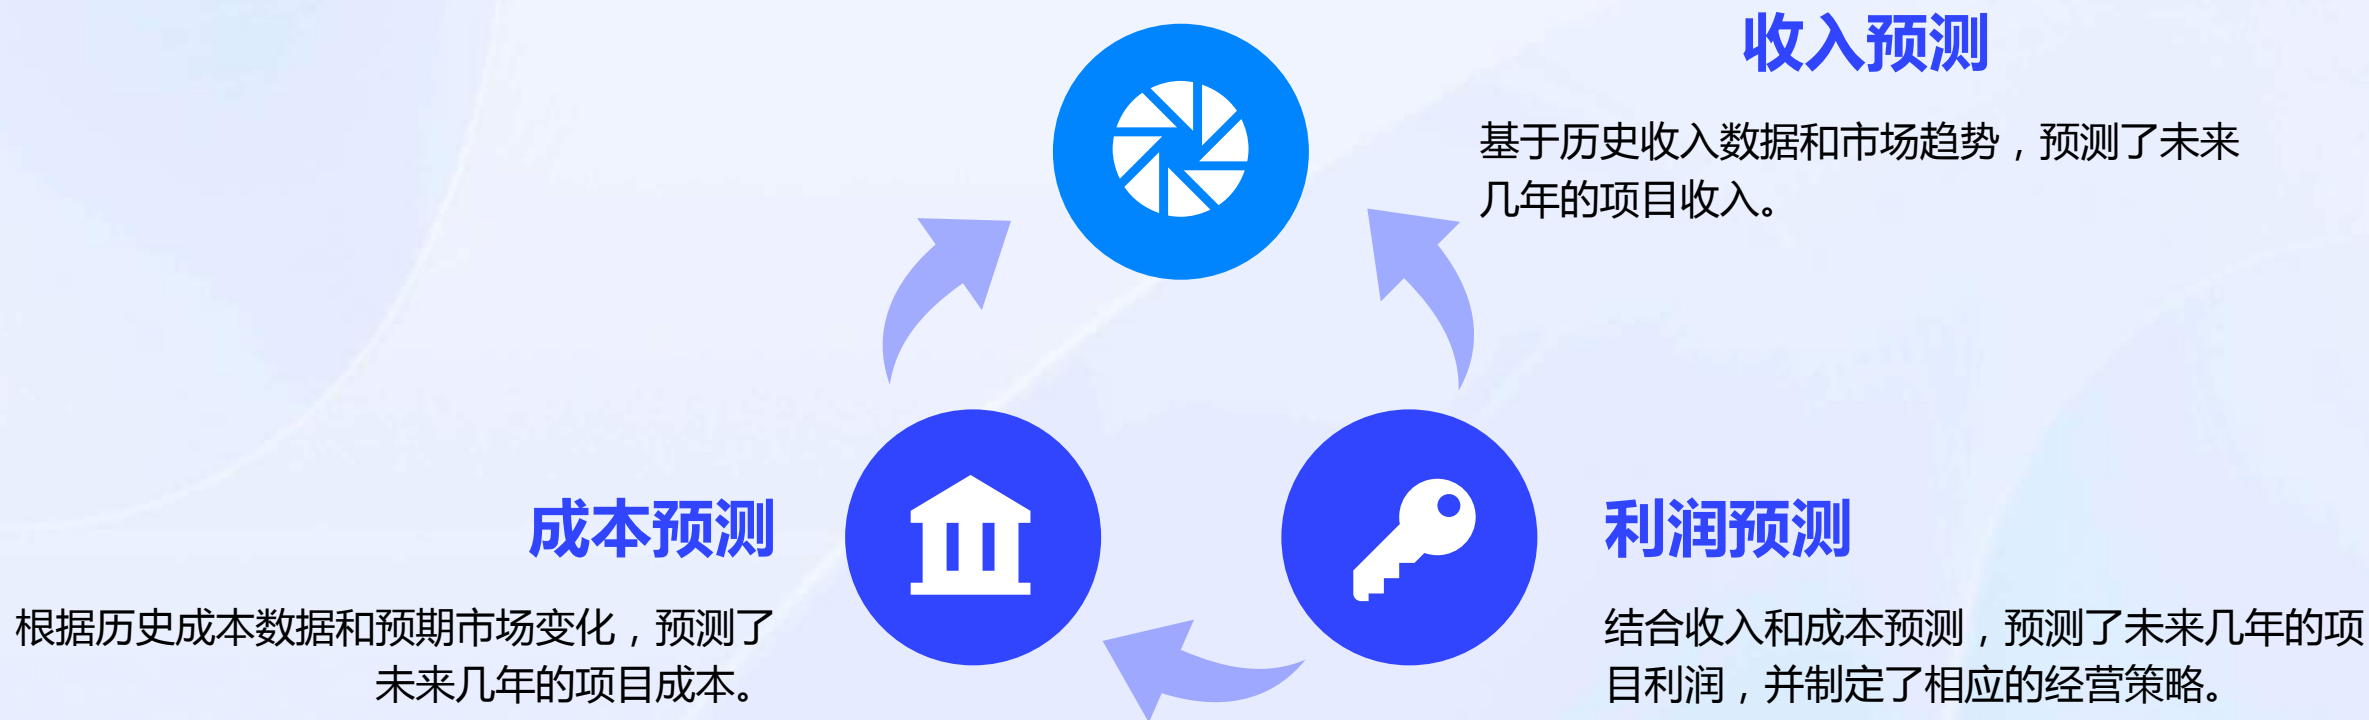 收入预测
基于历史收入数据和市场趋势，预测了未来
几年的项目收入。
成本预测
根据历史成本数据和预期市场变化，预测了
未来几年的项目成本。
利润预测
结合收入和成本预测，预测了未来几年的项
目利润，并制定了相应的经营策略。